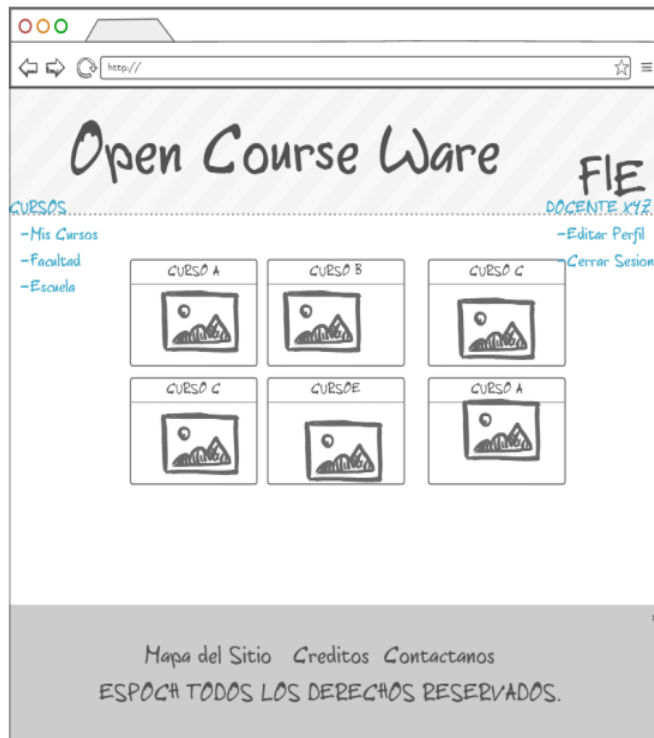 http://
Open Course Ware
FIE
CURSOS
DOCENTE XYZ
-Mis Cursos
-Facultad
-Escuela
-Editar Perfil
-Cerrar Sesion
CURSO A
CURSO B
CURSO C
CURSO C
CURSOE
CURSO A
Mapa del Sitio Creditos Contactanos
ESPOCH TODOS LOS DERECHOS RESERVADOS.